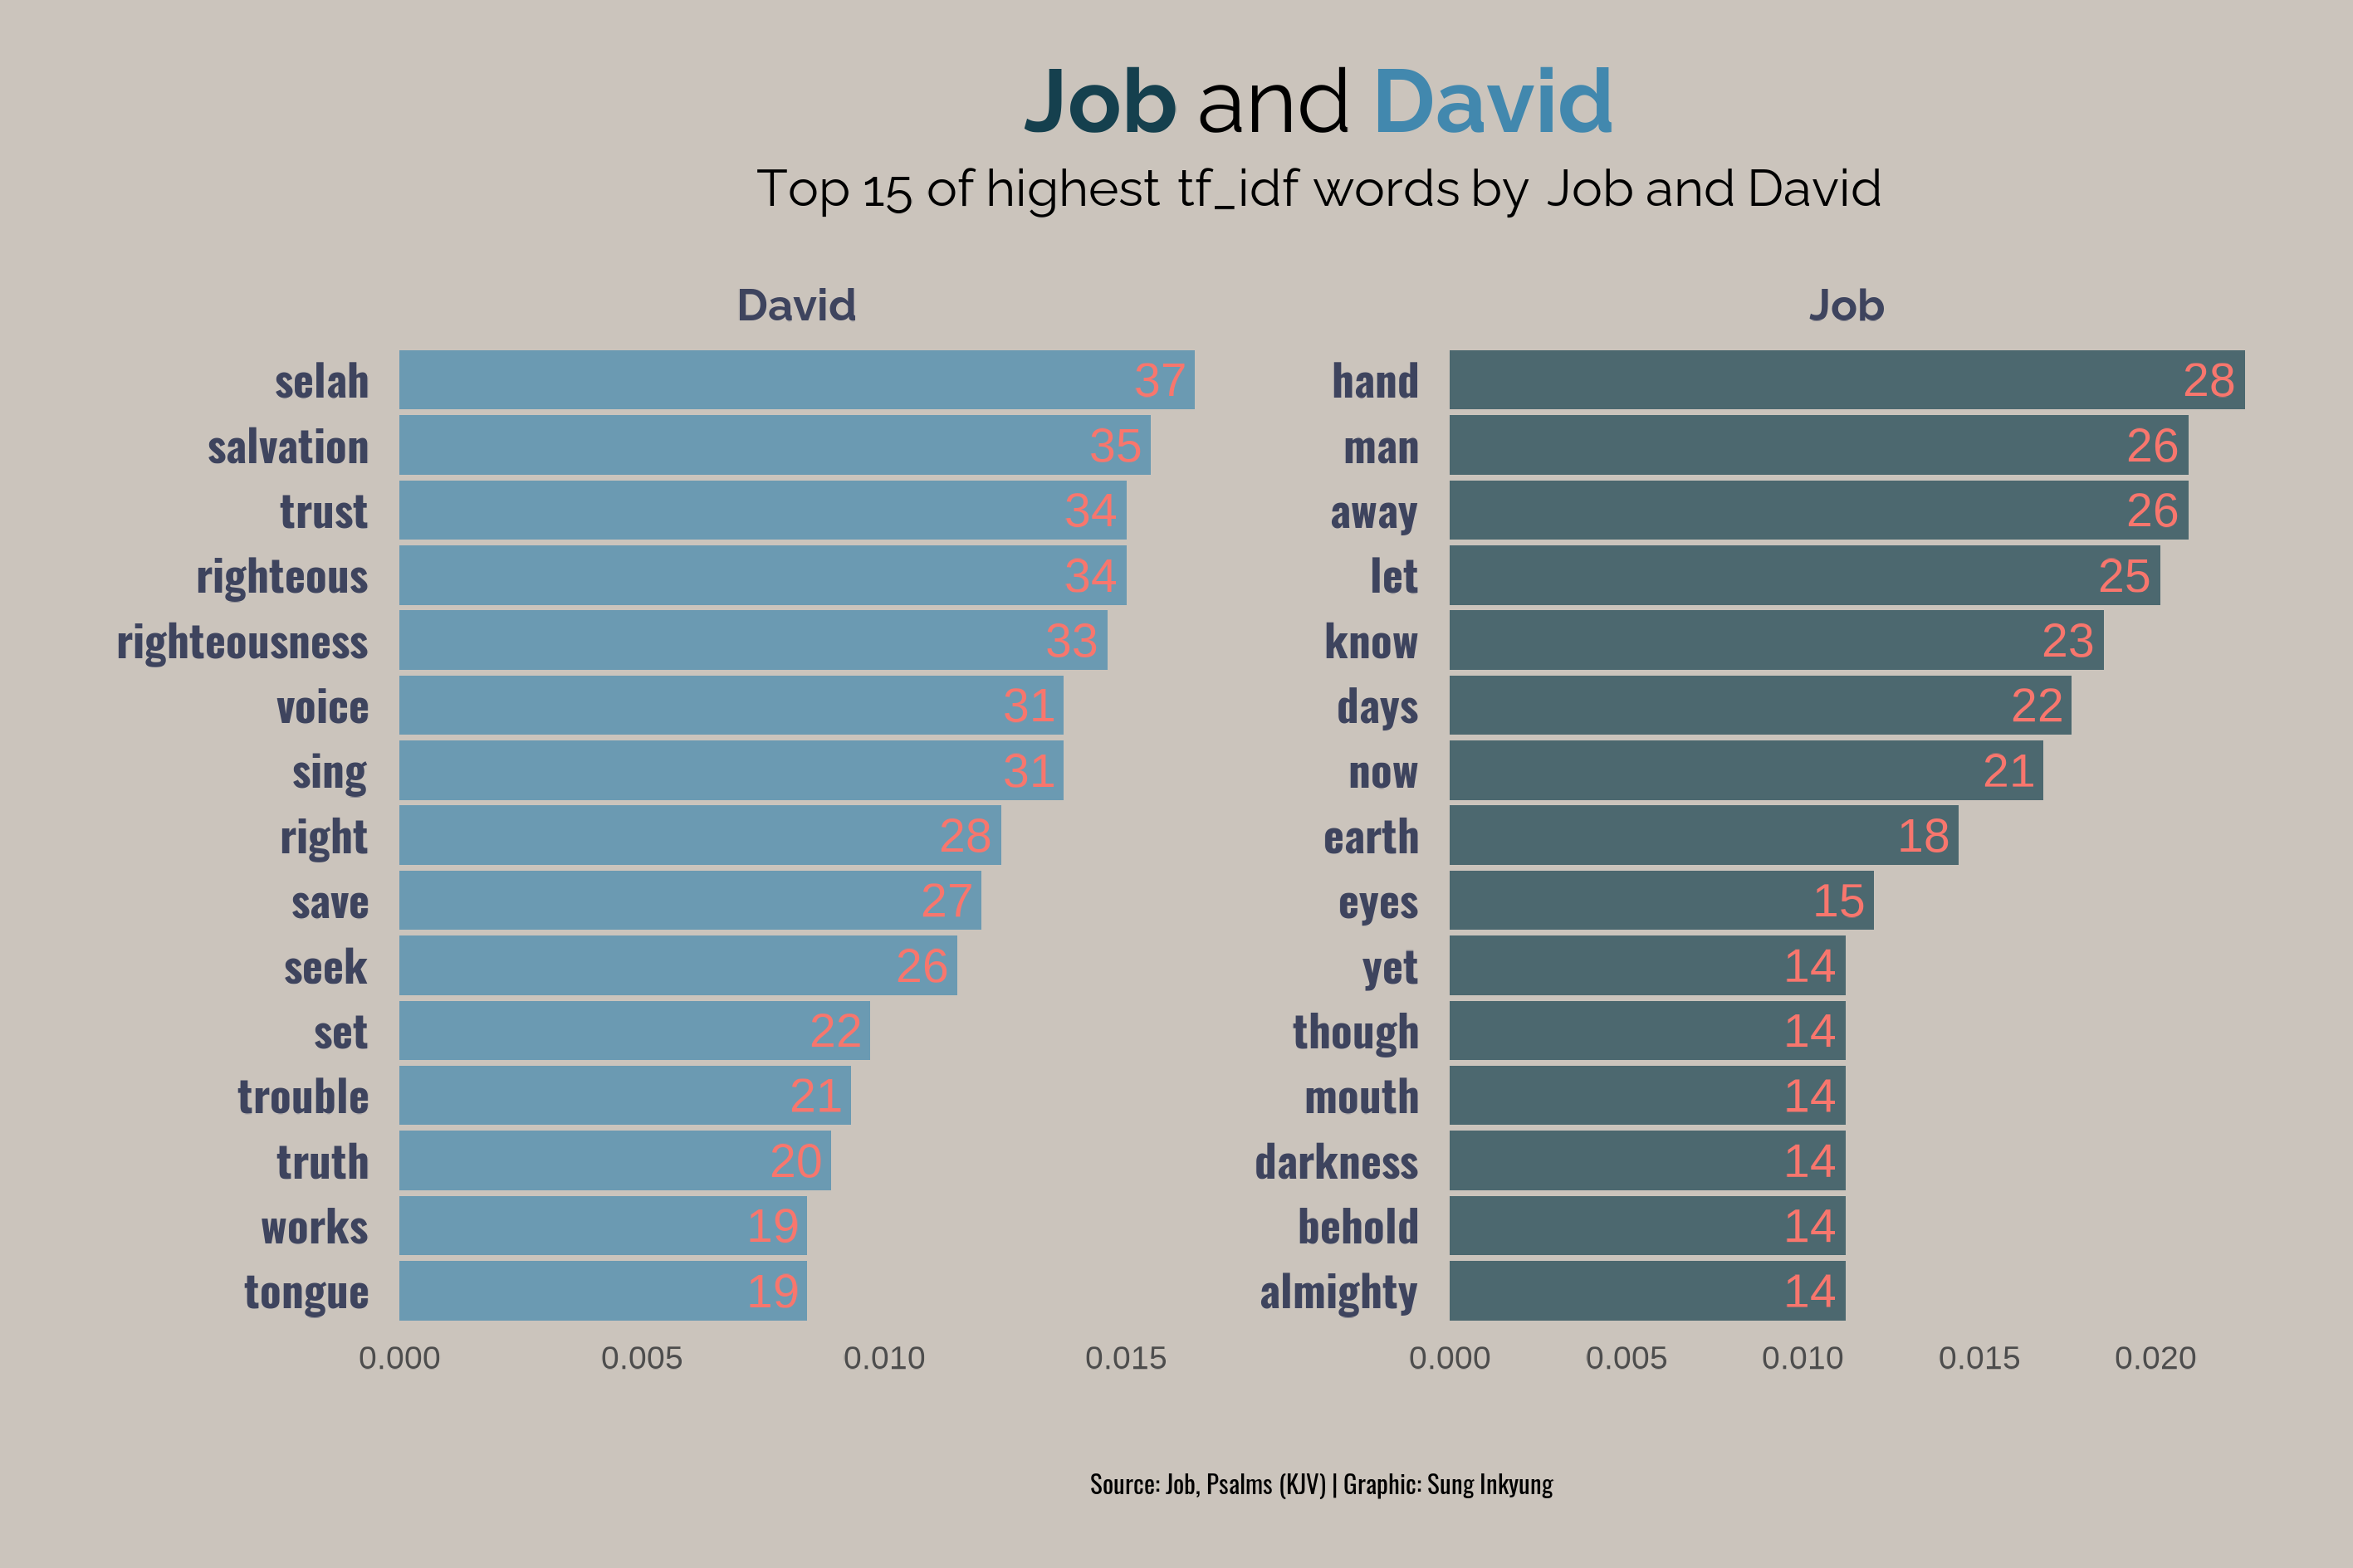 Job and David
Top 15 of highest tf_idf words by Job and David
David
selah 37
salvation 35
trust 34
righteous 34
righteousness 33
voice 31
sing 31
right 28
save 27
seek 26
set 22
trouble 21
truth 20
works 19
tongue 19
0.000 0.005 0.010 0.015
Job
hand 28
man 26
away 26
let 25
know 23
days 22
now 21
earth 18
eyes 15
yet 14
though 14
mouth 14
darkness 14
behold 14
almighty 14
0.000 0.005 0.010 0.015 0.020
Source: Job, Psalms (KJV) | Graphic: Sung Inkyung